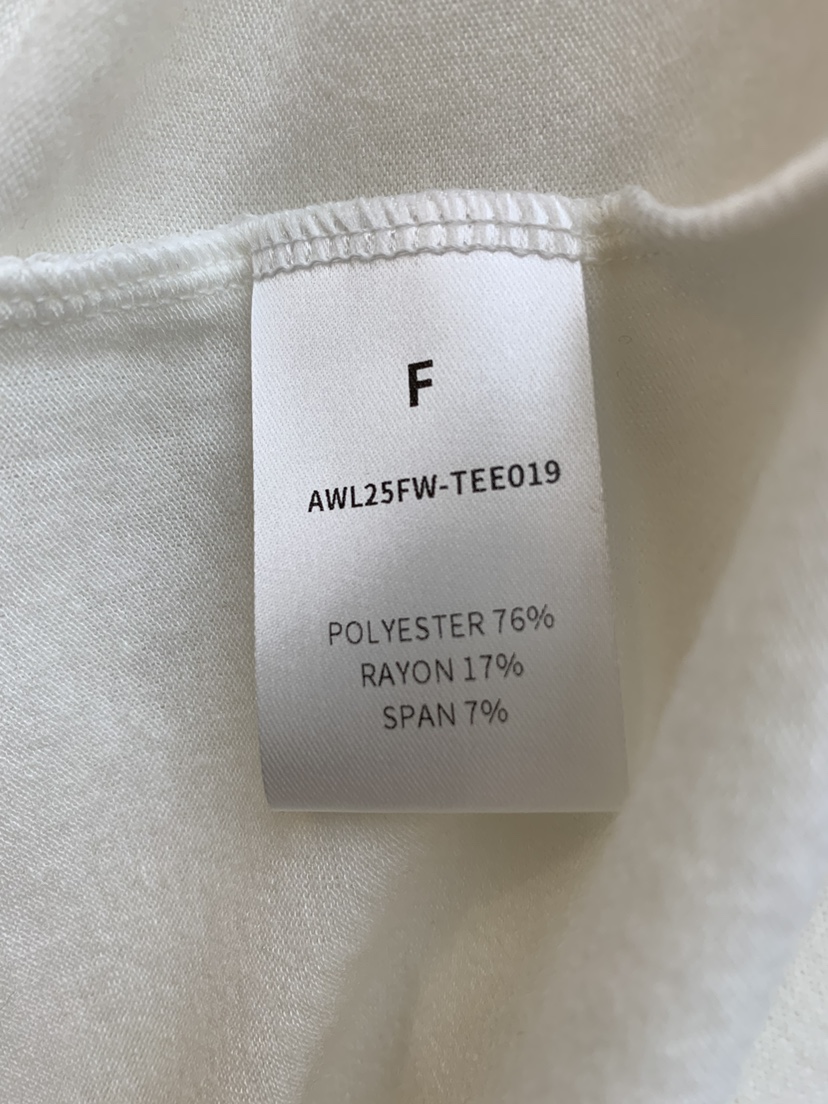 F
AWL25FW-TEE019
POLYESTER 76%
RAYON 17%
SPAN 7%